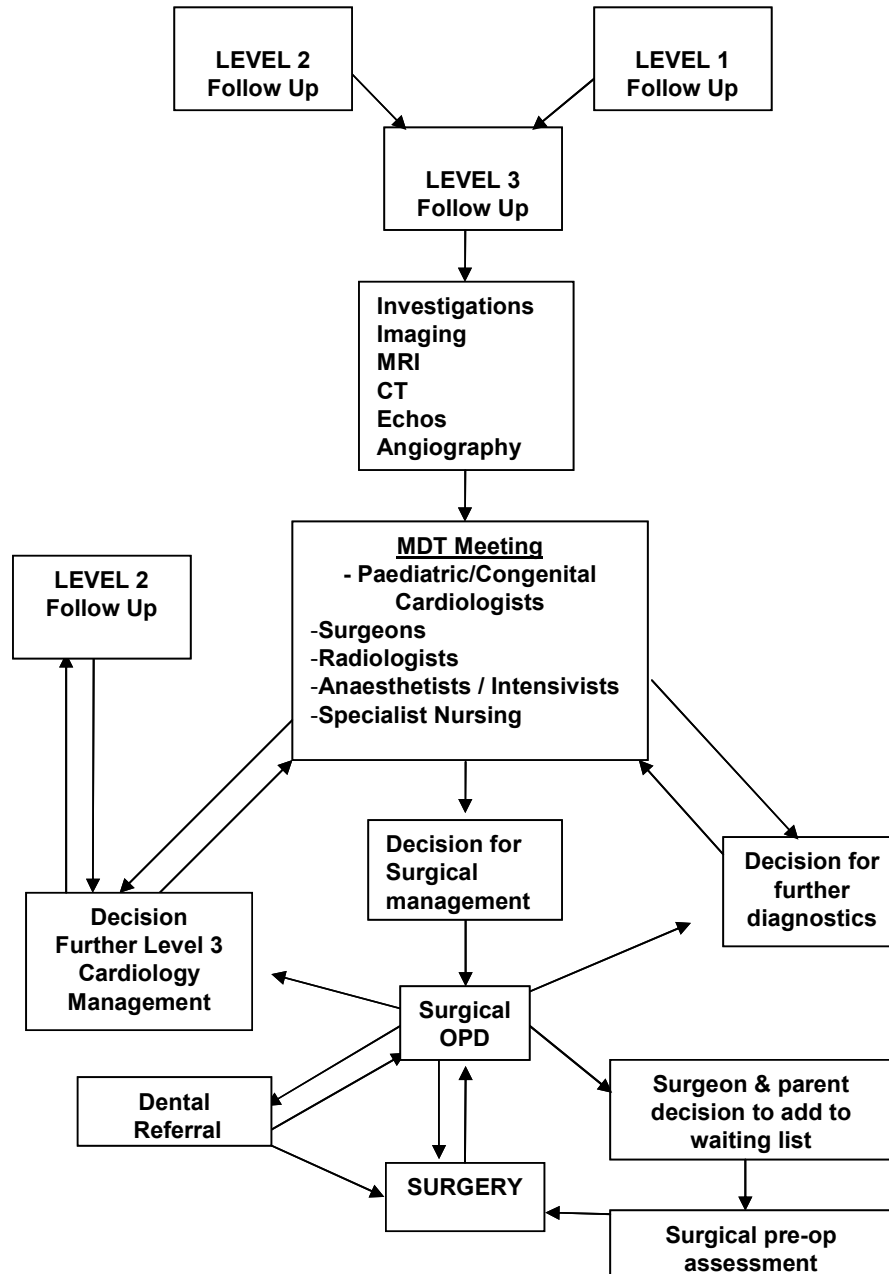 LEVEL 2
Follow Up
LEVEL 1
Follow Up
LEVEL 3
Follow Up
Investigations
Imaging
MRI
CT
Echos
Angiography
MDT Meeting
- Paediatric/Congenital
Cardiologists
-Surgeons
-Radiologists
-Anaesthetists / Intensivists
-Specialist Nursing
LEVEL 2
Follow Up
Decision for
Surgical
management
Decision for
further
diagnostics
Decision
Further Level 3
Cardiology
Management
Surgical
OPD
Dental
Referral
Surgeon & parent
decision to add to
waiting list
SURGERY
Surgical pre-op
assessment